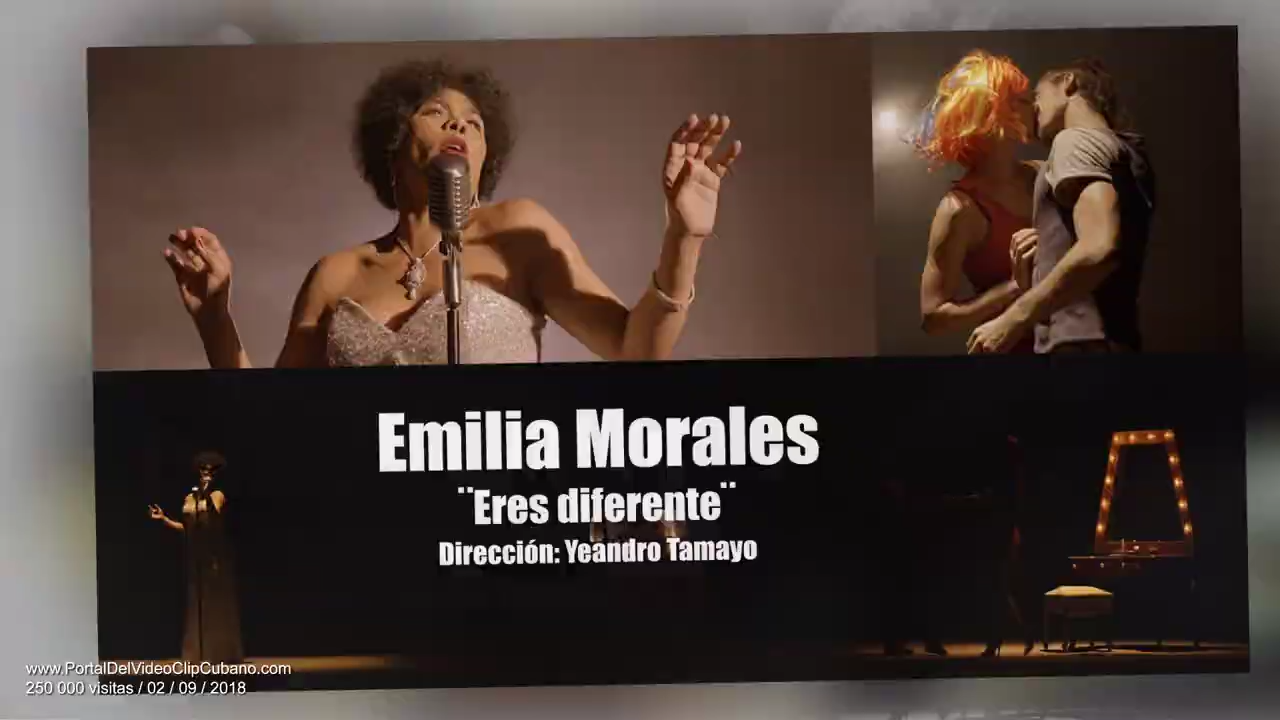 Emilia Morales
¨Eres diferente¨
Dirección: Yeandro Tamayo
www.PortalDelVideoClipCubano.com
250 000 visitas / 02 / 09 / 2018